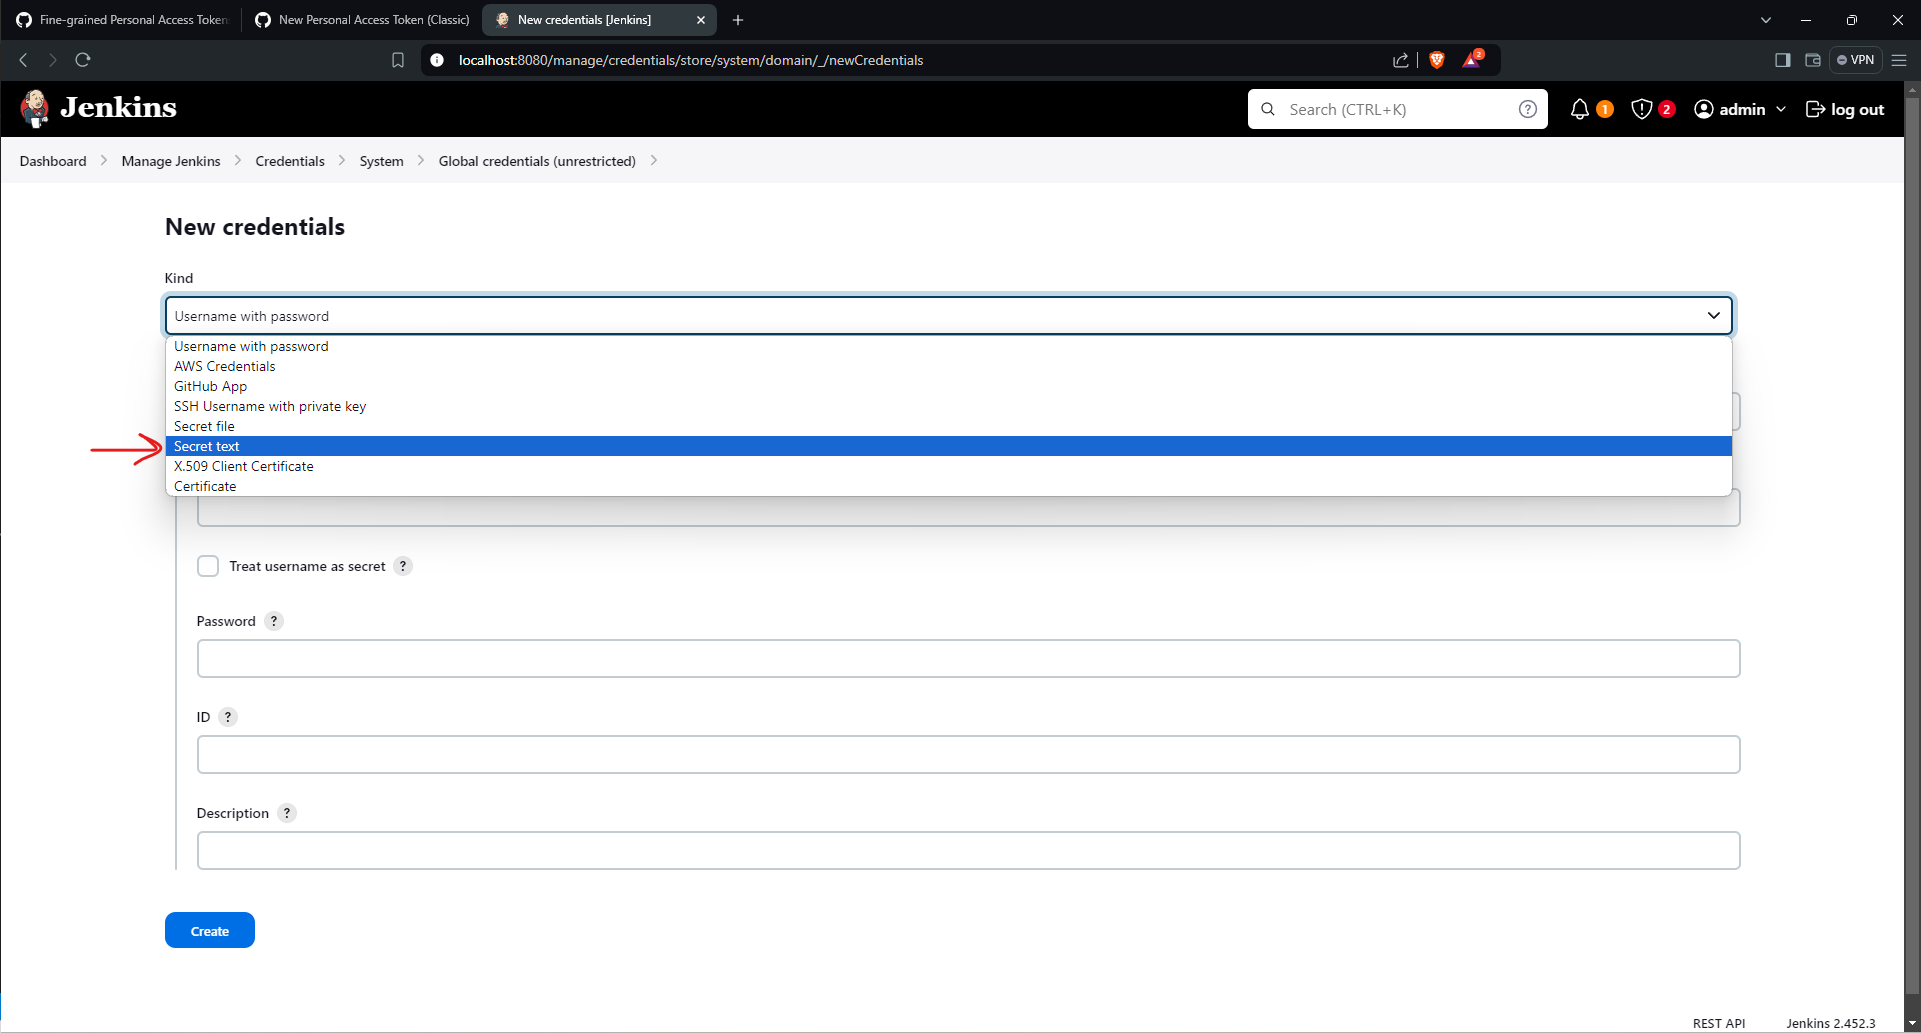 Fine-grained Personal Access Token
New Personal Access Token (Classic)
New credentials [Jenkins]
localhost:8080/manage/credentials/store/system/domain/_/newCredentials
2
VPN
Jenkins
Search (CTRL+K)
?
1
2
admin
log out
Dashboard
Manage Jenkins
Credentials
System
Global credentials (unrestricted)
New credentials
Kind
Username with password
Username with password
AWS Credentials
GitHub App
SSH Username with private key
Secret file
Secret text
X.509 Client Certificate
Certificate
Treat username as secret ?
Password ?
ID ?
Description ?
Create
REST API
Jenkins 2.452.3